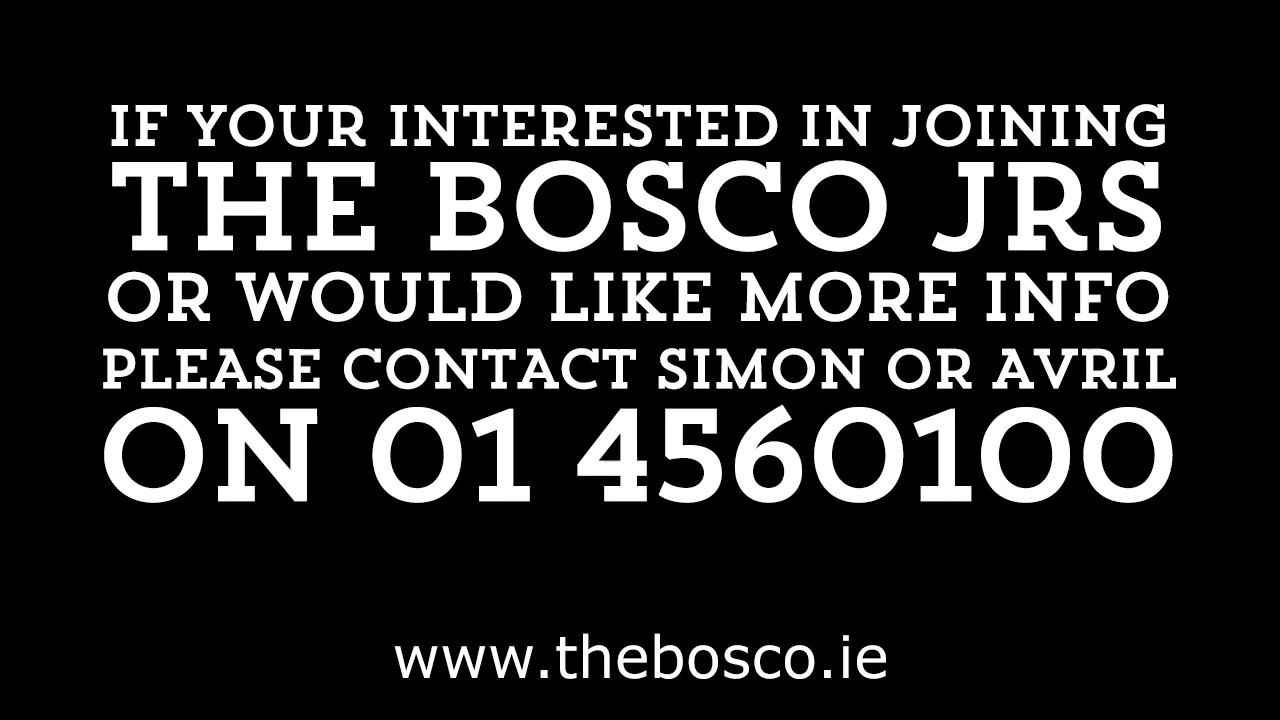 IF YOUR INTERESTED IN JOINING
THE BOSCO JRS
OR WOULD LIKE MORE INFO
PLEASE CONTACT SIMON OR AVRIL
ON 01 4560100
www.thebosco.ie